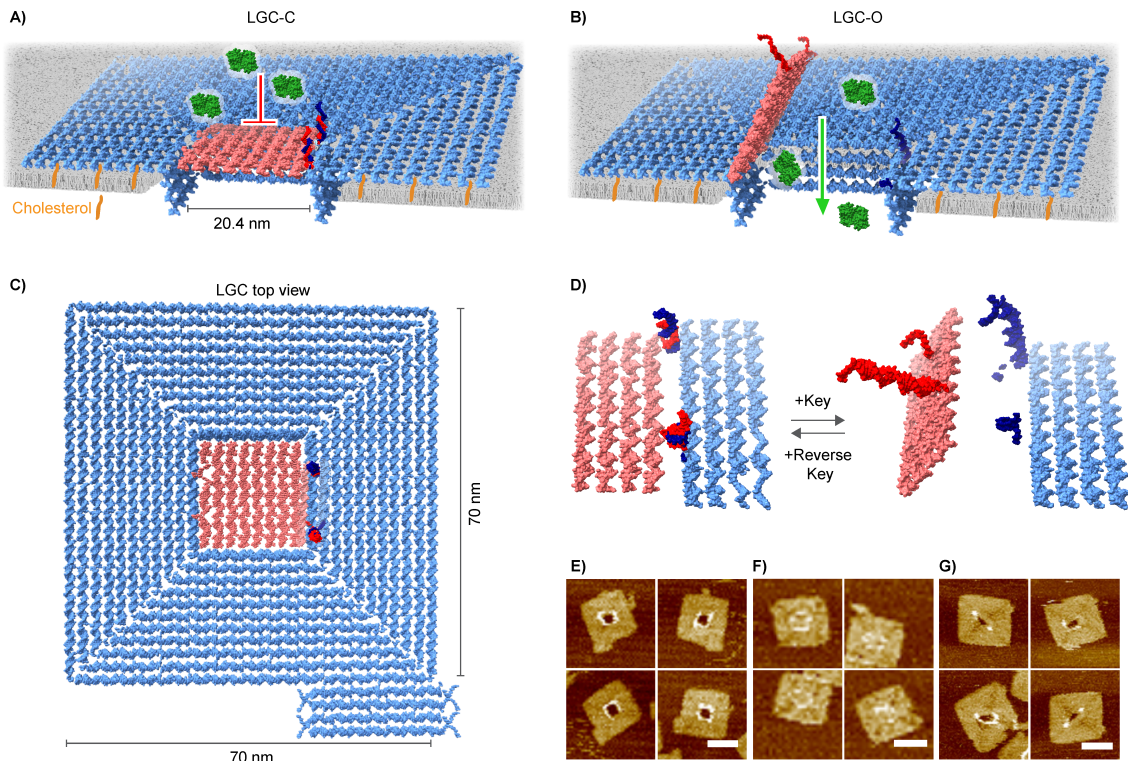 A)
LGC-C
Cholesterol
20.4 nm
B)
LGC-O
C)
LGC top view
70 nm
70 nm
D)
+Key
+Reverse
Key
E)
F)
G)